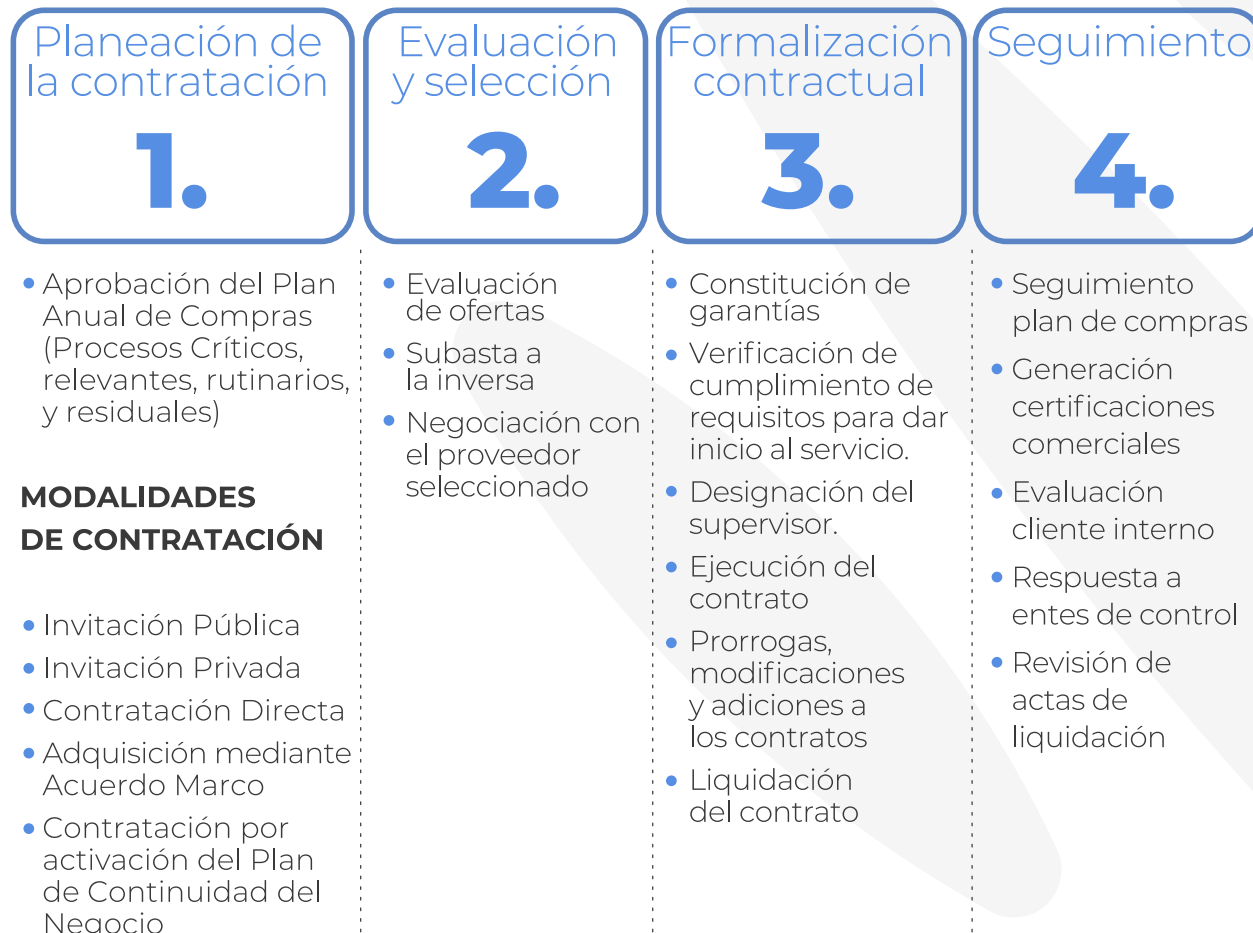 Planeación de
la contratación
1.
• Aprobación del Plan
Anual de Compras
(Procesos Críticos,
relevantes, rutinarios,
y residuales)
MODALIDADES
DE CONTRATACIÓN
• Invitación Pública
• Invitación Privada
• Contratación Directa
• Adquisición mediante
Acuerdo Marco
• Contratación por
activación del Plan
de Continuidad del
Negocio
Evaluación
y selección
2.
• Evaluación
de ofertas
• Subasta a
la inversa
• Negociación con
el proveedor
seleccionado
Formalización
contractual
3.
• Constitución de
garantías
• Verificación de
cumplimiento de
requisitos para dar
inicio al servicio.
• Designación del
supervisor.
• Ejecución del
contrato
• Prorrogas,
modificaciones
y adiciones a
los contratos
• Liquidación
del contrato
Seguimiento
4.
• Seguimiento
plan de compras
• Generación
certificaciones
comerciales
• Evaluación
cliente interno
• Respuesta a
entes de control
• Revisión de
actas de
liquidación